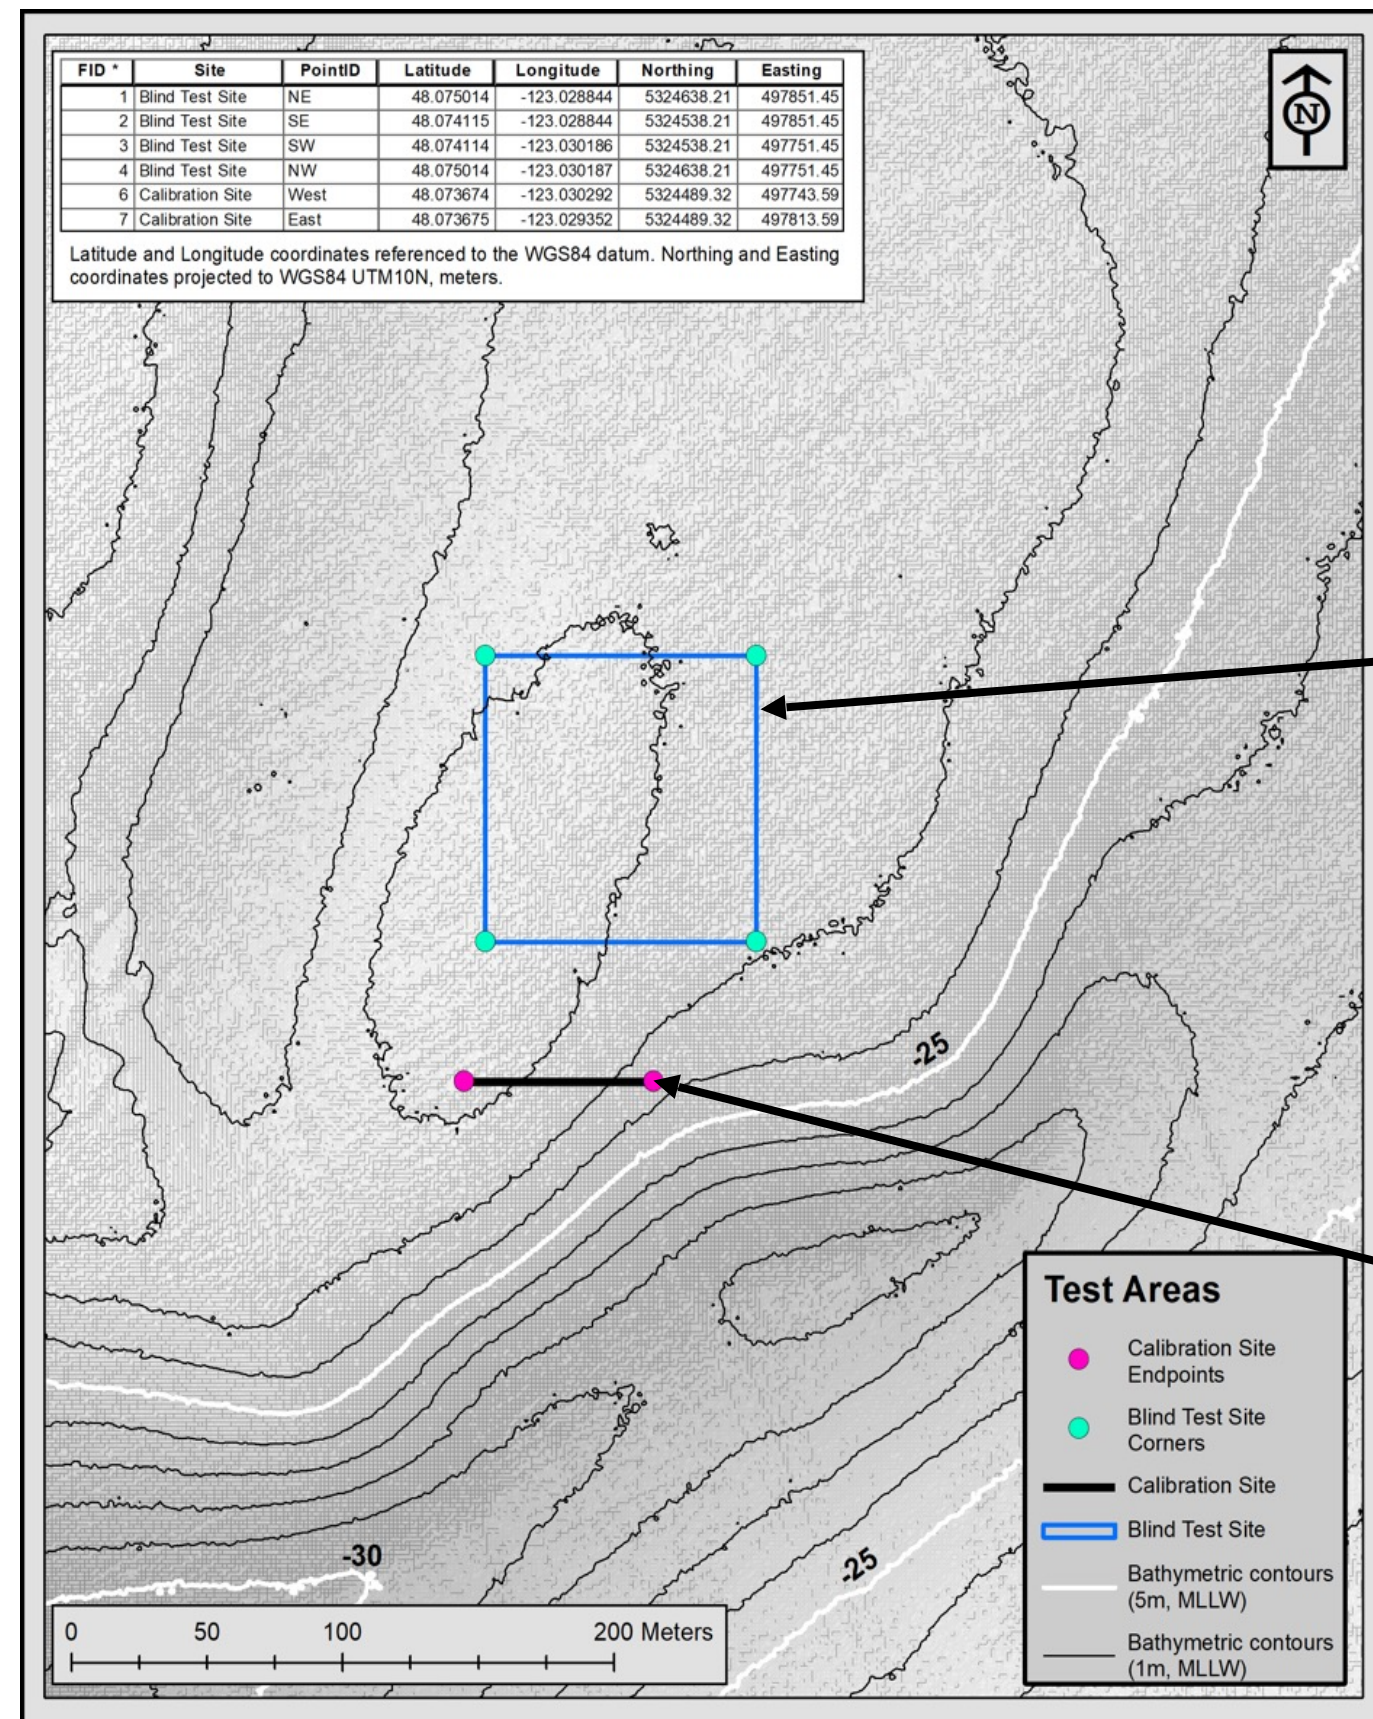 FID * Site PointID Latitude Longitude Northing Easting
1 Blind Test Site NE 48.075014 -123.028844 5324638.21 497851.45
2 Blind Test Site SE 48.074115 -123.028844 5324538.21 497851.45
3 Blind Test Site SW 48.074114 -123.030186 5324538.21 497751.45
4 Blind Test Site NW 48.075014 -123.030187 5324638.21 497751.45
6 Calibration Site West 48.073674 -123.030292 5324489.32 497743.59
7 Calibration Site East 48.073675 -123.029352 5324489.32 497813.59
Latitude and Longitude coordinates referenced to the WGS84 datum. Northing and Easting
coordinates projected to WGS84 UTM10N, meters.
N
-25
Test Areas
Calibration Site
Endpoints
Blind Test Site
Corners
Calibration Site
Blind Test Site
Bathymetric contours
(5m, MLLW)
Bathymetric contours
(1m, MLLW)
-30
-25
0 50 100 200 Meters